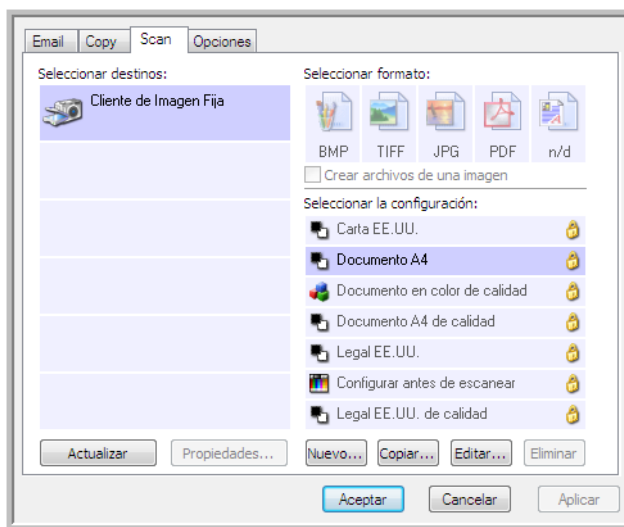 Email Copy Scan Opciones
Seleccionar destinos:
Cliente de Imagen Fija
Seleccionar formato:
BMP TIFF JPG PDF n/d
Crear archivos de una imagen
Seleccionar la configuración:
Carta EE.UU.
Documento A4
Documento en color de calidad
Documento A4 de calidad
Legal EE.UU.
Configurar antes de escanear
Legal EE.UU. de calidad
Actualizar Propiedades... Nuevo... Copiar... Editar... Eliminar
Aceptar Cancelar Aplicar